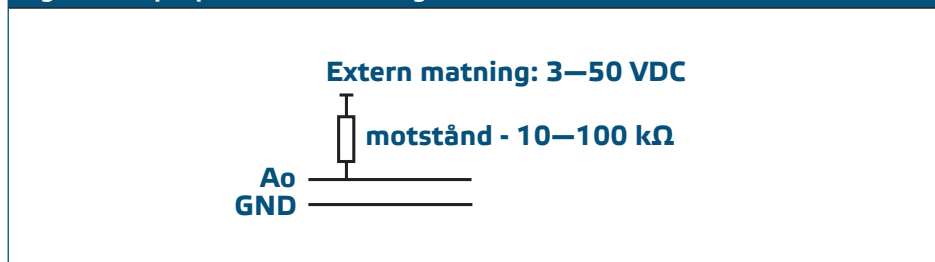 Extern matning: 3—50 VDC
motstånd - 10—100 kΩ
Ao
GND